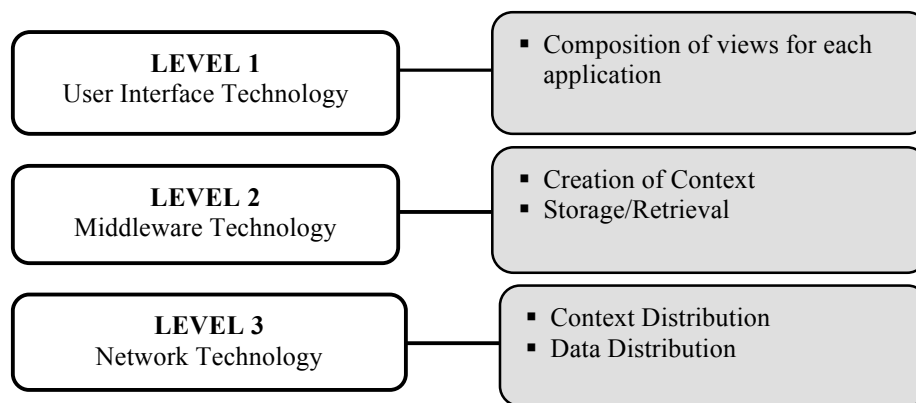 LEVEL 1
User Interface Technology
▪ Composition of views for each
application
LEVEL 2
Middleware Technology
▪ Creation of Context
▪ Storage/Retrieval
LEVEL 3
Network Technology
▪ Context Distribution
▪ Data Distribution